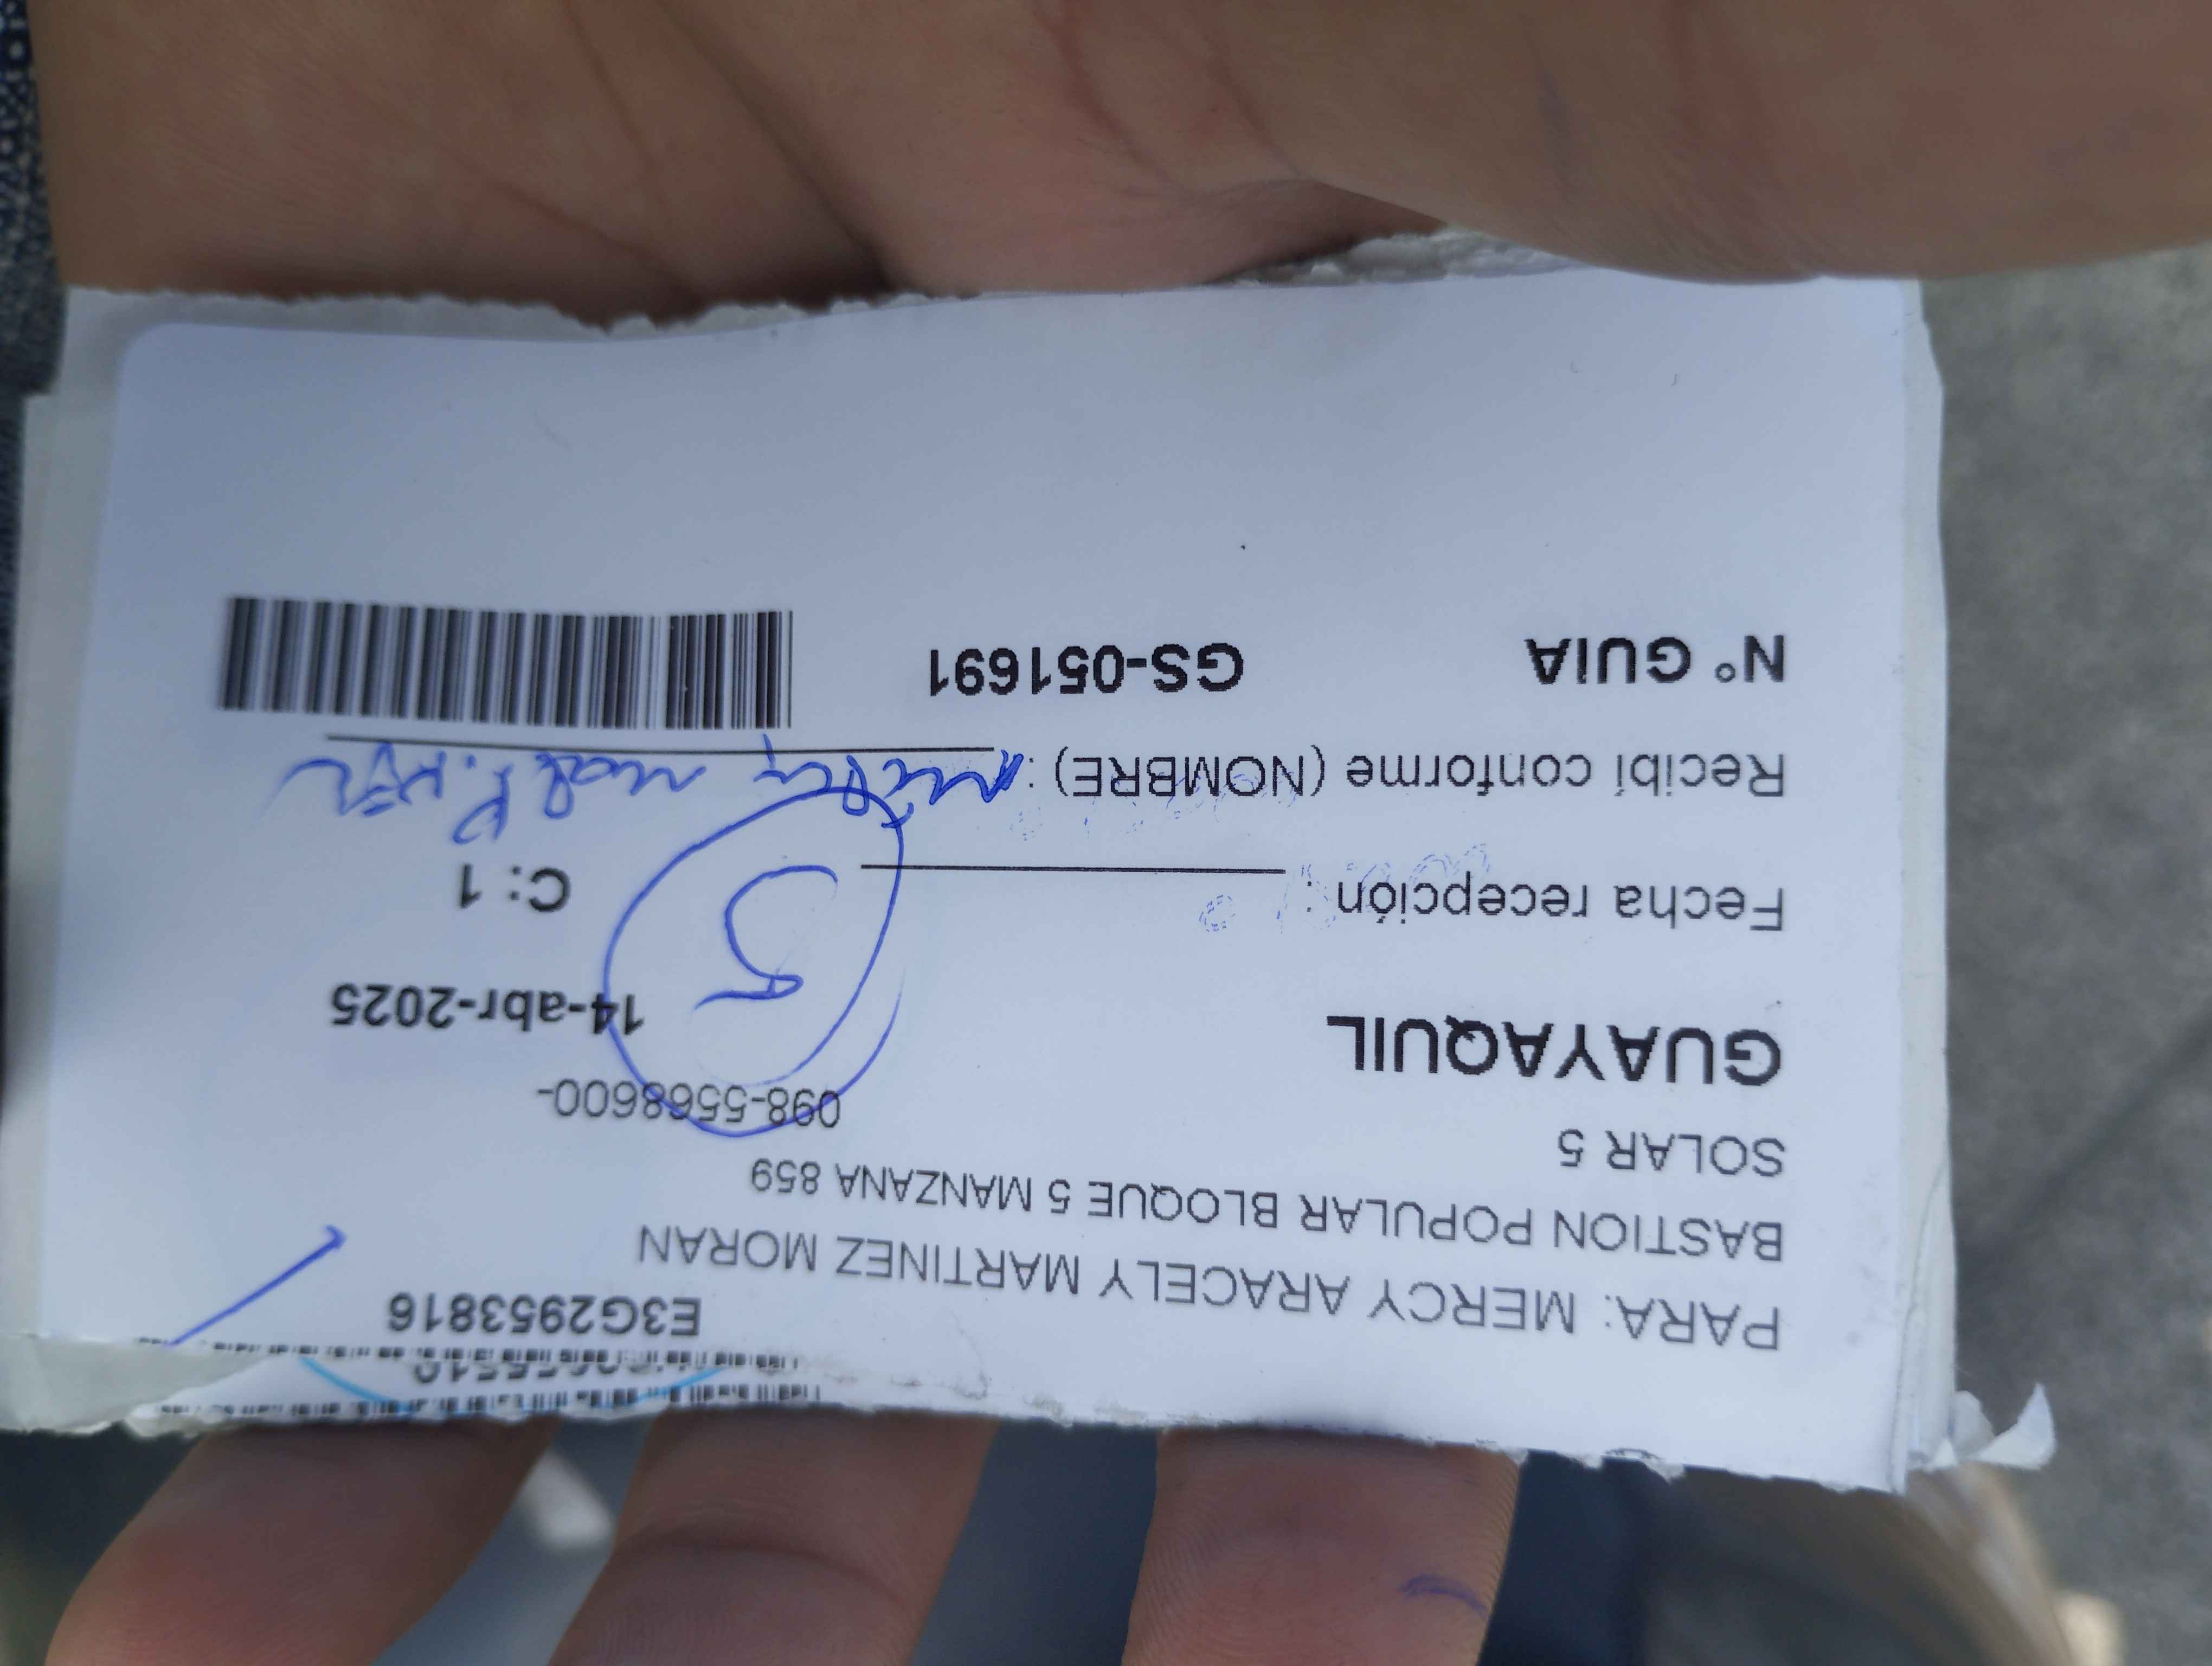 E3G2953816
PARA: MERCY ARACELY MARTINEZ MORAN
BASTION POPULAR BLOQUE 5 MANZANA 859
SOLAR 5
098-5568600-
GUAYAQUIL
14-abr-2025
5
Fecha recepción :
C: 1
Recibí conforme (NOMBRE) :
N° GUIA GS-051691